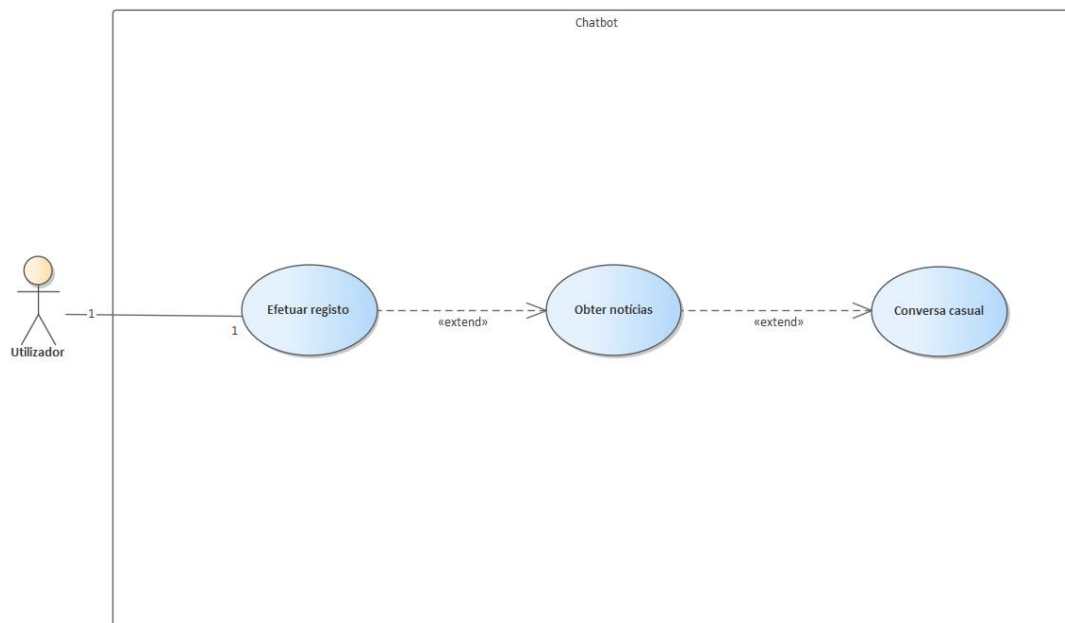 Chatbot
Utilizador
1
1
Efetuar registo
«extend»
Obter notícias
«extend»
Conversa casual